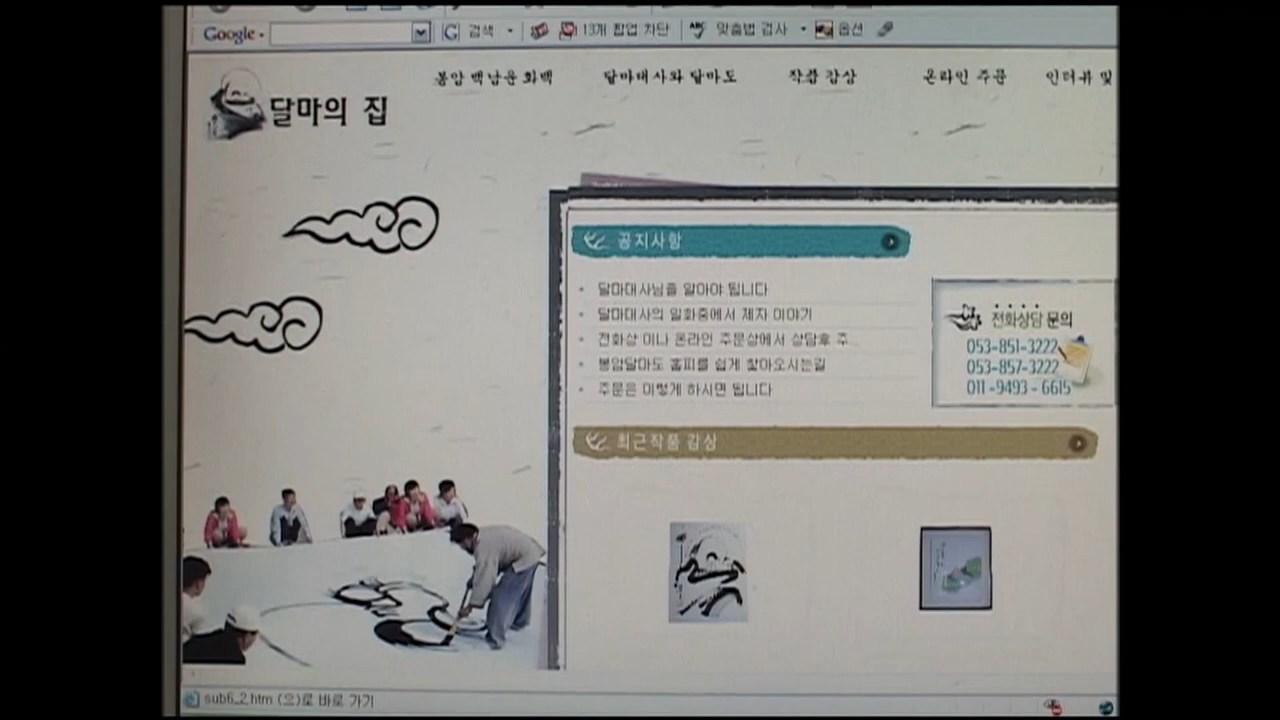 Google
검색
13개 팝업 차단
ABC
맞춤법 검사
옵션
봉암 백남운 화백
달마대사와 달마도
작품 감상
온라인 주문
인터뷰 및
달마의 집
공지사항
달마대사님을 알아야 됩니다
달마대사의 일화중에서 제자 이야기
전화상 이나 온라인 주문상에서 상담후 주...
봉암달마도 홈피를 쉽게 찾아오시는길
주문은 이렇게 하시면 됩니다
전화상담 문의
053-851-3222
053-857-3222
011-9493-6615
최근작품 감상
sub6_2.htm (으)로 바로 가기